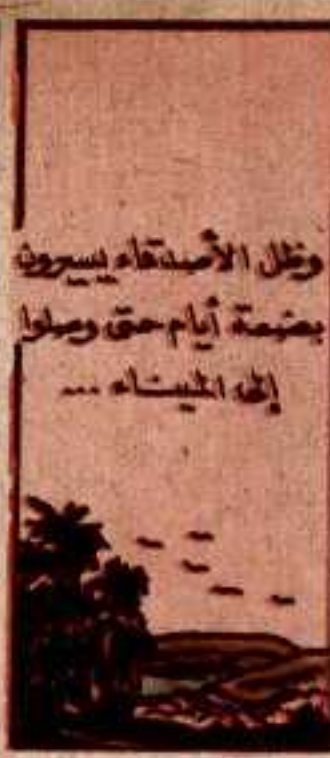 وظل الأصدقاء يسيرون
بضعة أيام حتى وصلوا
إلى الميناء ...